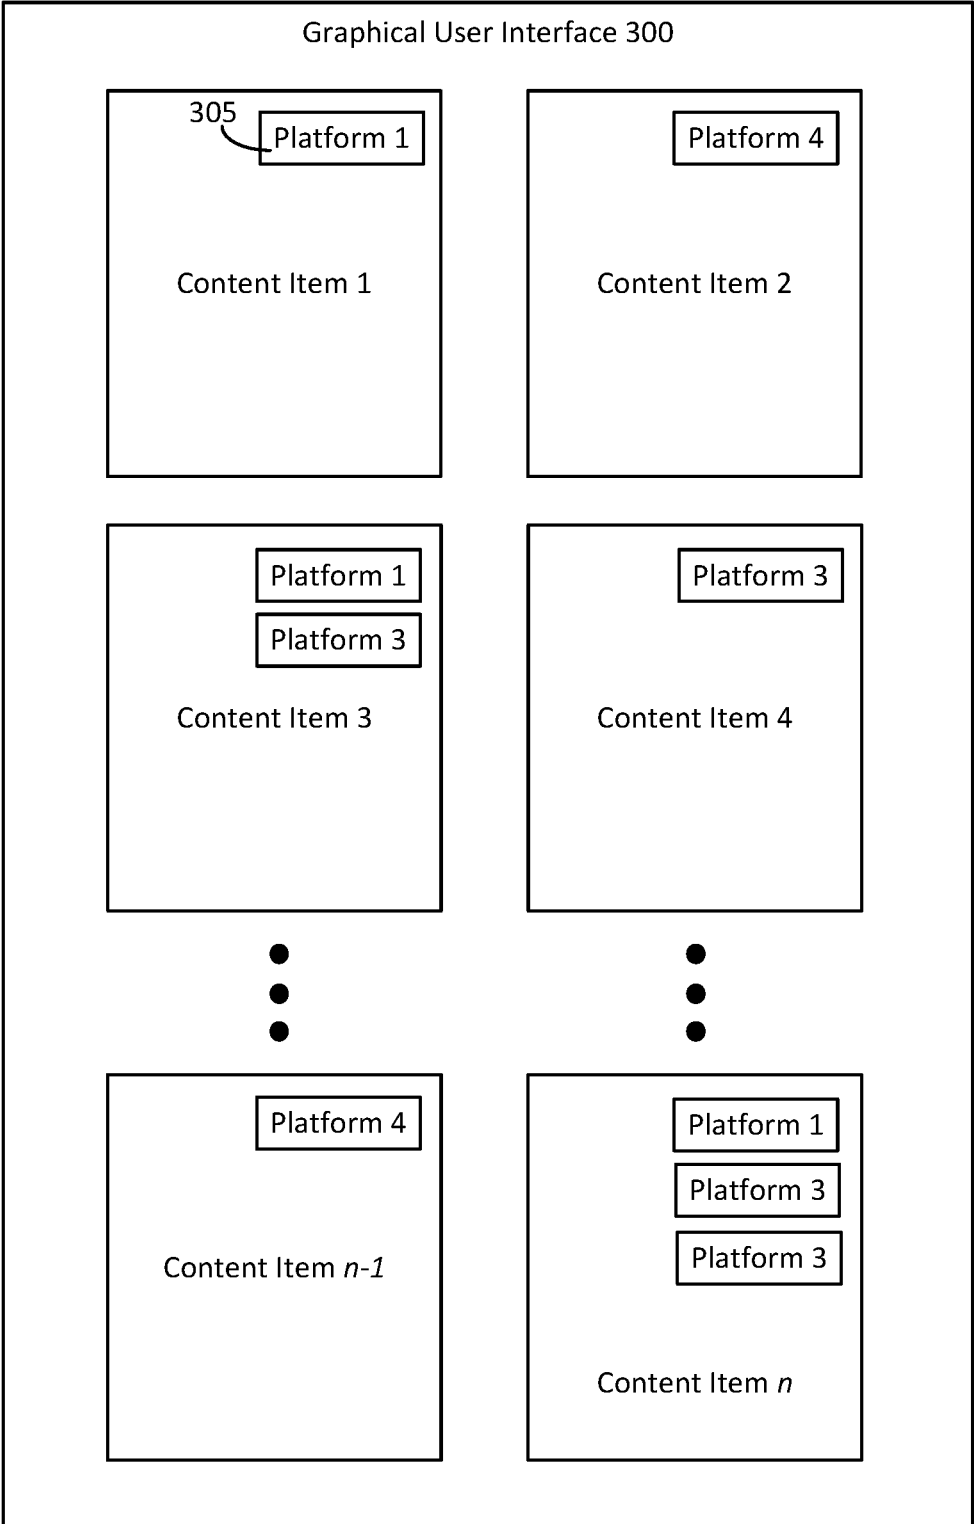 Graphical User Interface 300
305
Platform 1
Content Item 1
Platform 4
Content Item 2
Platform 1
Platform 3
Content Item 3
Platform 3
Content Item 4
Platform 4
Content Item n-1
Platform 1
Platform 3
Platform 3
Content Item n